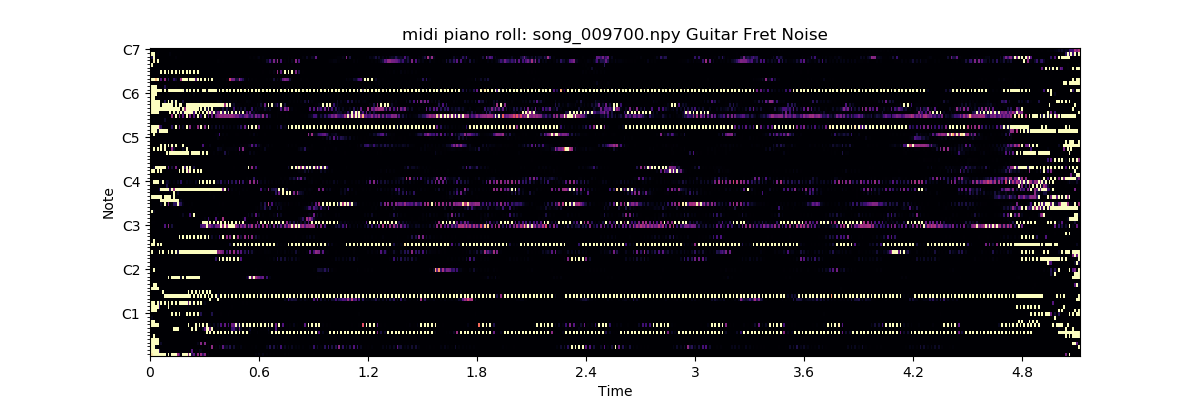 midi piano roll: song_009700.npy Guitar Fret Noise
C7
C6
C5
C4
C3
C2
C1
Note
0 0.6 1.2 1.8 2.4 3 3.6 4.2 4.8
Time